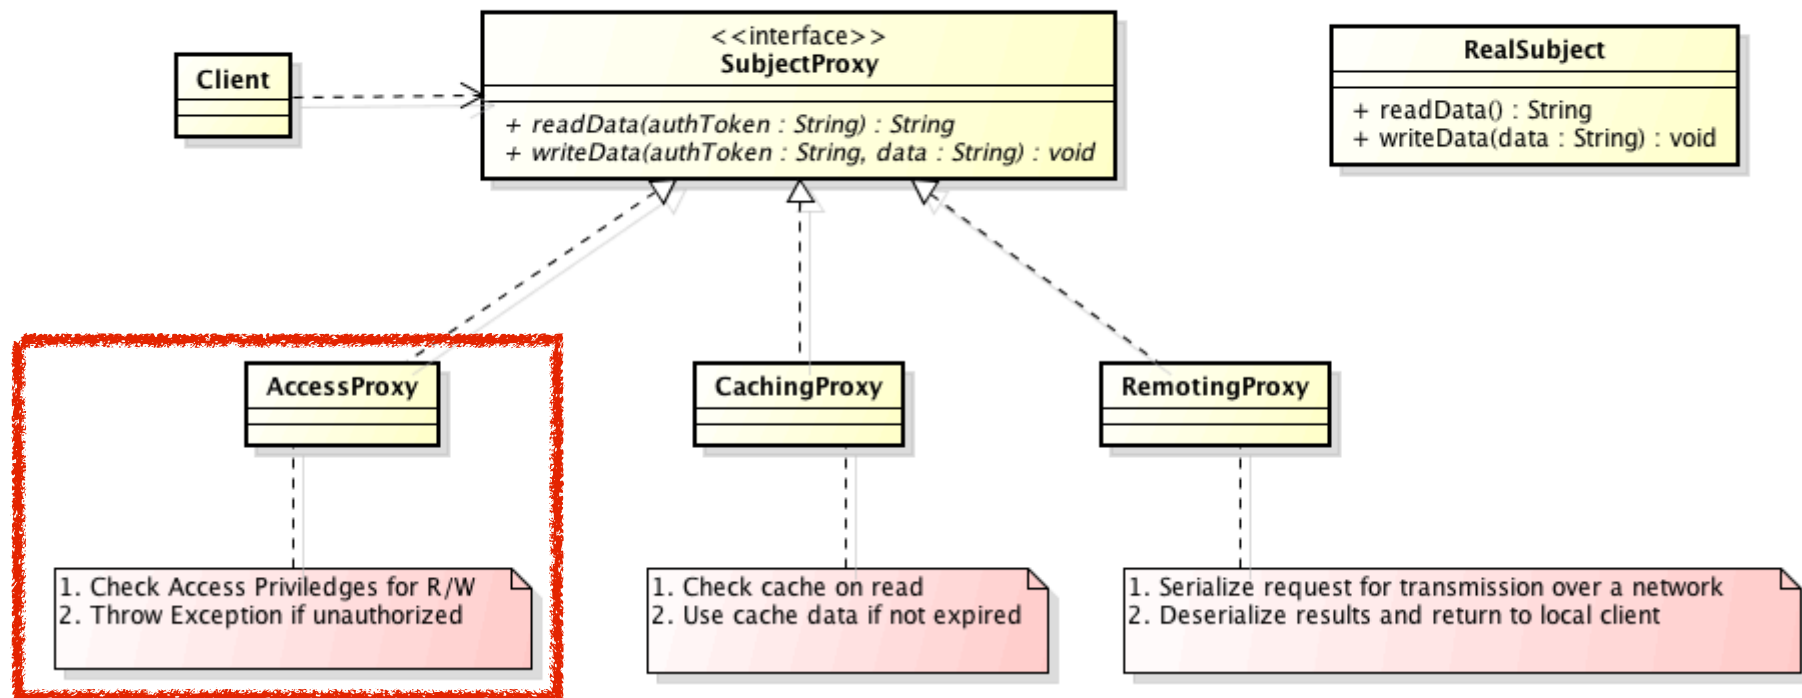 Client
<<interface>>
SubjectProxy
+ readData(authToken : String) : String
+ writeData(authToken : String, data : String) : void
RealSubject
+ readData() : String
+ writeData(data : String) : void
AccessProxy
CachingProxy
RemotingProxy
1. Check Access Priviledges for R/W
2. Throw Exception if unauthorized
1. Check cache on read
2. Use cache data if not expired
1. Serialize request for transmission over a network
2. Deserialize results and return to local client